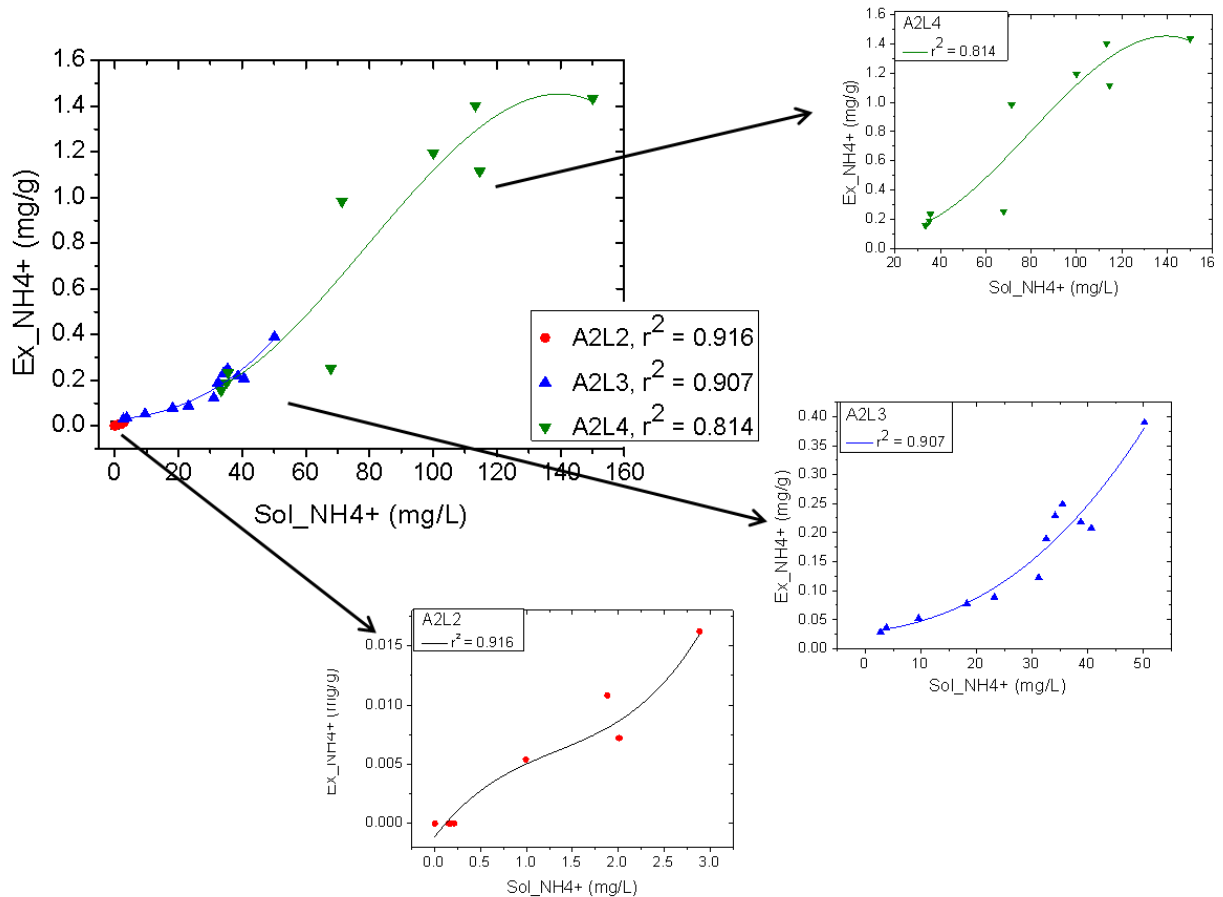 1.6
1.4
1.2
1.0
0.8
0.6
0.4
0.2
0.0
Ex_NH4+ (mg/g)
0 20 40 60 80 100 120 140 160
Sol_NH4+ (mg/L)
A2L2, r² = 0.916
A2L3, r² = 0.907
A2L4, r² = 0.814
A2L4
r² = 0.814
1.6
1.4
1.2
1.0
0.8
0.6
0.4
0.2
0.0
Ex_NH4+ (mg/g)
20 40 60 80 100 120 140 16
Sol_NH4+ (mg/L)
A2L3
r² = 0.907
0.40
0.35
0.30
0.25
0.20
0.15
0.10
0.05
0.00
Ex_NH4+ (mg/g)
0 10 20 30 40 50
Sol_NH4+ (mg/L)
A2L2
r² = 0.916
0.015
0.010
0.005
0.000
Ex_NH4+ (mg/g)
0.0 0.5 1.0 1.5 2.0 2.5 3.0
Sol_NH4+ (mg/L)